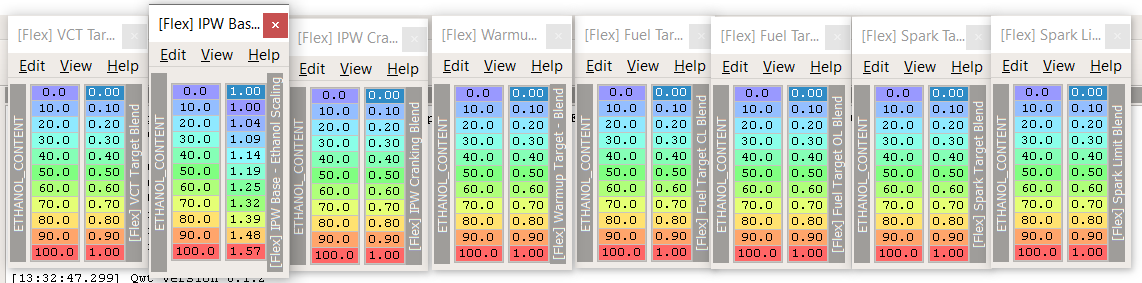 [Flex] VCT Tar...
Edit View Help
ETHANOL_CONTENT
0.0 0.00
10.0 0.10
20.0 0.20
30.0 0.30
40.0 0.40
50.0 0.50
60.0 0.60
70.0 0.70
80.0 0.80
90.0 0.90
100.0 1.00
[Flex] VCT Target Blend
[Flex] IPW Bas...
Edit View Help
ETHANOL_CONTENT
0.0 1.00
10.0 1.00
20.0 1.04
30.0 1.09
40.0 1.14
50.0 1.19
60.0 1.25
70.0 1.32
80.0 1.39
90.0 1.48
100.0 1.57
[Flex] IPW Base - Ethanol Scaling
[Flex] IPW Cra...
Edit View Help
ETHANOL_CONTENT
0.0 0.00
10.0 0.10
20.0 0.20
30.0 0.30
40.0 0.40
50.0 0.50
60.0 0.60
70.0 0.70
80.0 0.80
90.0 0.90
100.0 1.00
[Flex] IPW Cranking Blend
[Flex] Warmu...
Edit View Help
ETHANOL_CONTENT
0.0 0.00
10.0 0.10
20.0 0.20
30.0 0.30
40.0 0.40
50.0 0.50
60.0 0.60
70.0 0.70
80.0 0.80
90.0 0.90
100.0 1.00
[Flex] Warmup Target - Blend
[Flex] Fuel Tar...
Edit View Help
ETHANOL_CONTENT
0.0 0.00
10.0 0.10
20.0 0.20
30.0 0.30
40.0 0.40
50.0 0.50
60.0 0.60
70.0 0.70
80.0 0.80
90.0 0.90
100.0 1.00
[Flex] Fuel Target CL Blend
[Flex] Fuel Tar...
Edit View Help
ETHANOL_CONTENT
0.0 0.00
10.0 0.10
20.0 0.20
30.0 0.30
40.0 0.40
50.0 0.50
60.0 0.60
70.0 0.70
80.0 0.80
90.0 0.90
100.0 1.00
[Flex] Fuel Target OL Blend
[Flex] Spark Ta...
Edit View Help
ETHANOL_CONTENT
0.0 0.00
10.0 0.10
20.0 0.20
30.0 0.30
40.0 0.40
50.0 0.50
60.0 0.60
70.0 0.70
80.0 0.80
90.0 0.90
100.0 1.00
[Flex] Spark Target Blend
[Flex] Spark Li...
Edit View Help
ETHANOL_CONTENT
0.0 0.00
10.0 0.10
20.0 0.20
30.0 0.30
40.0 0.40
50.0 0.50
60.0 0.60
70.0 0.70
80.0 0.80
90.0 0.90
100.0 1.00
[Flex] Spark Limit Blend
[13:32:47.299]